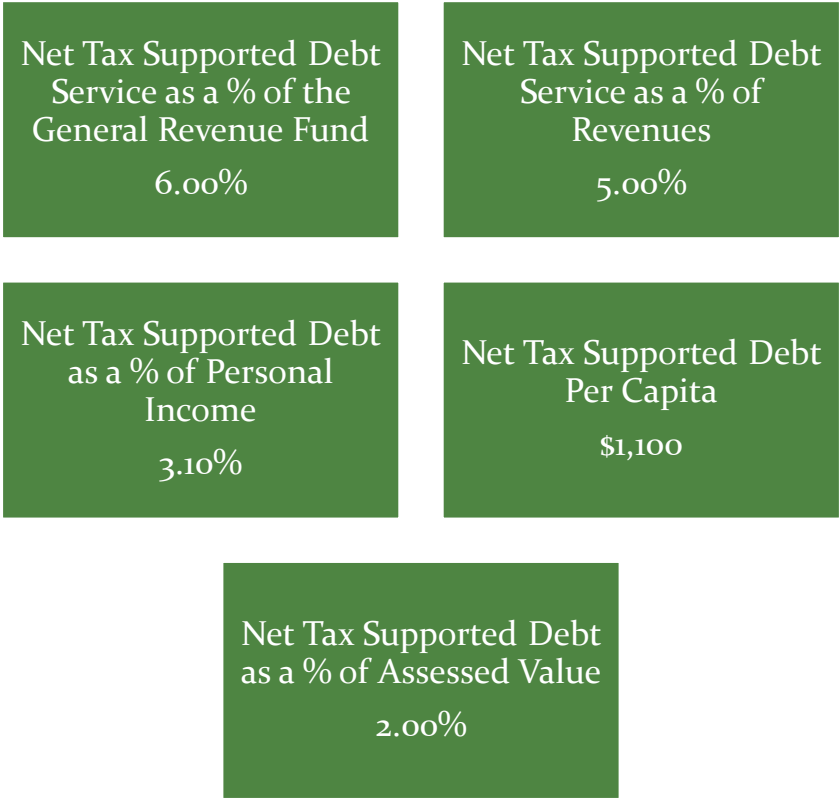 Net Tax Supported Debt
Service as a % of the
General Revenue Fund
6.00%
Net Tax Supported Debt
Service as a % of
Revenues
5.00%
Net Tax Supported Debt
as a % of Personal
Income
3.10%
Net Tax Supported Debt
Per Capita
$1,100
Net Tax Supported Debt
as a % of Assessed Value
2.00%